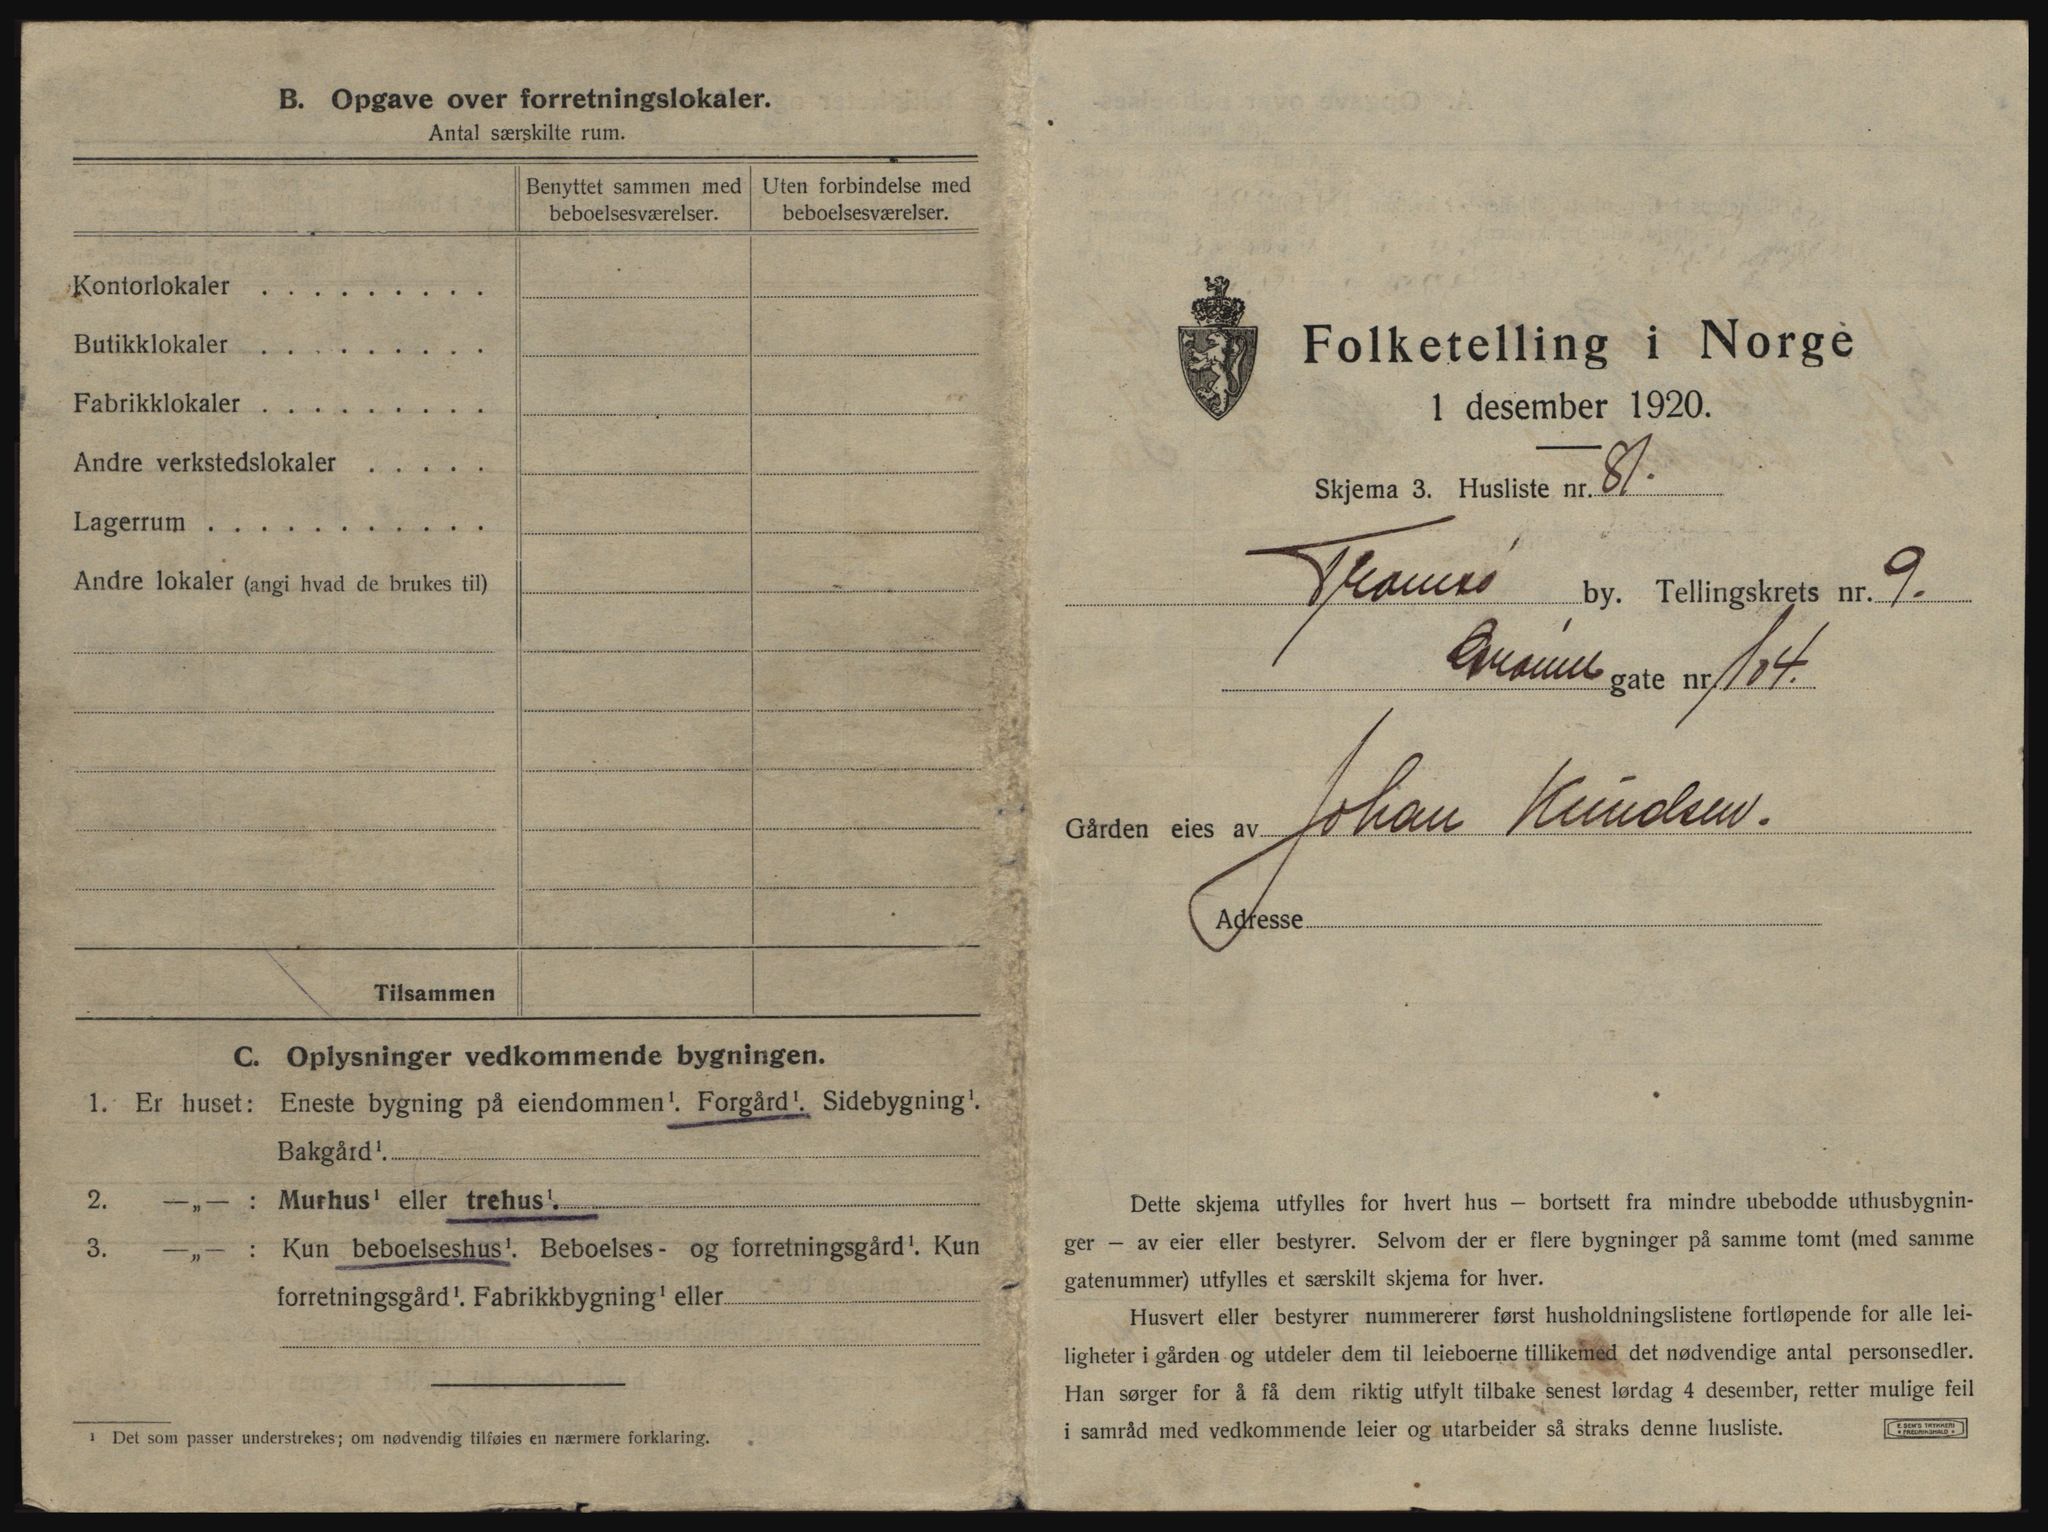 B. Opgave over forretningslokaler.
Antal særskilte rum.
Benyttet sammen med beboelsesværelser.
Uten forbindelse med beboelsesværelser.
Kontorlokaler . . . . . . . . .
Butikklokaler . . . . . . . . .
Fabrikklokaler . . . . . . . . .
Andre verkstedslokaler . . . . .
Lagerrum . . . . . . . . . . .
Andre lokaler (angi hvad de brukes til)
Tilsammen
C. Oplysninger vedkommende bygningen.
1. Er huset: Eneste bygning på eiendommen¹. Forgård¹. Sidebygning¹.
Bakgård¹.
2. —„— : Murhus¹ eller trehus¹.
3. —„— : Kun beboelseshus¹. Beboelses- og forretningsgård¹. Kun
forretningsgård¹. Fabrikkbygning¹ eller
¹ Det som passer understrekes; om nødvendig tilføies en nærmere forklaring.
Folketelling i Norge
1 desember 1920.
Skjema 3. Husliste nr. 81.
Tromsø by. Tellingskrets nr. 9.
gate nr. 104.
Gården eies av Johan Knudsen.
Adresse
Dette skjema utfylles for hvert hus — bortsett fra mindre ubebodde uthusbygnin-
ger — av eier eller bestyrer. Selvom der er flere bygninger på samme tomt (med samme
gatenummer) utfylles et særskilt skjema for hver.
Husvert eller bestyrer nummererer først husholdningslistene fortløpende for alle lei-
ligheter i gården og utdeler dem til leieboerne tillikemed det nødvendige antal personsedler.
Han sørger for å få dem riktig utfylt tilbake senest lørdag 4 desember, retter mulige feil
i samråd med vedkommende leier og utarbeider så straks denne husliste.
E. SEM'S TRYKKERI
FREDRIKSHALD